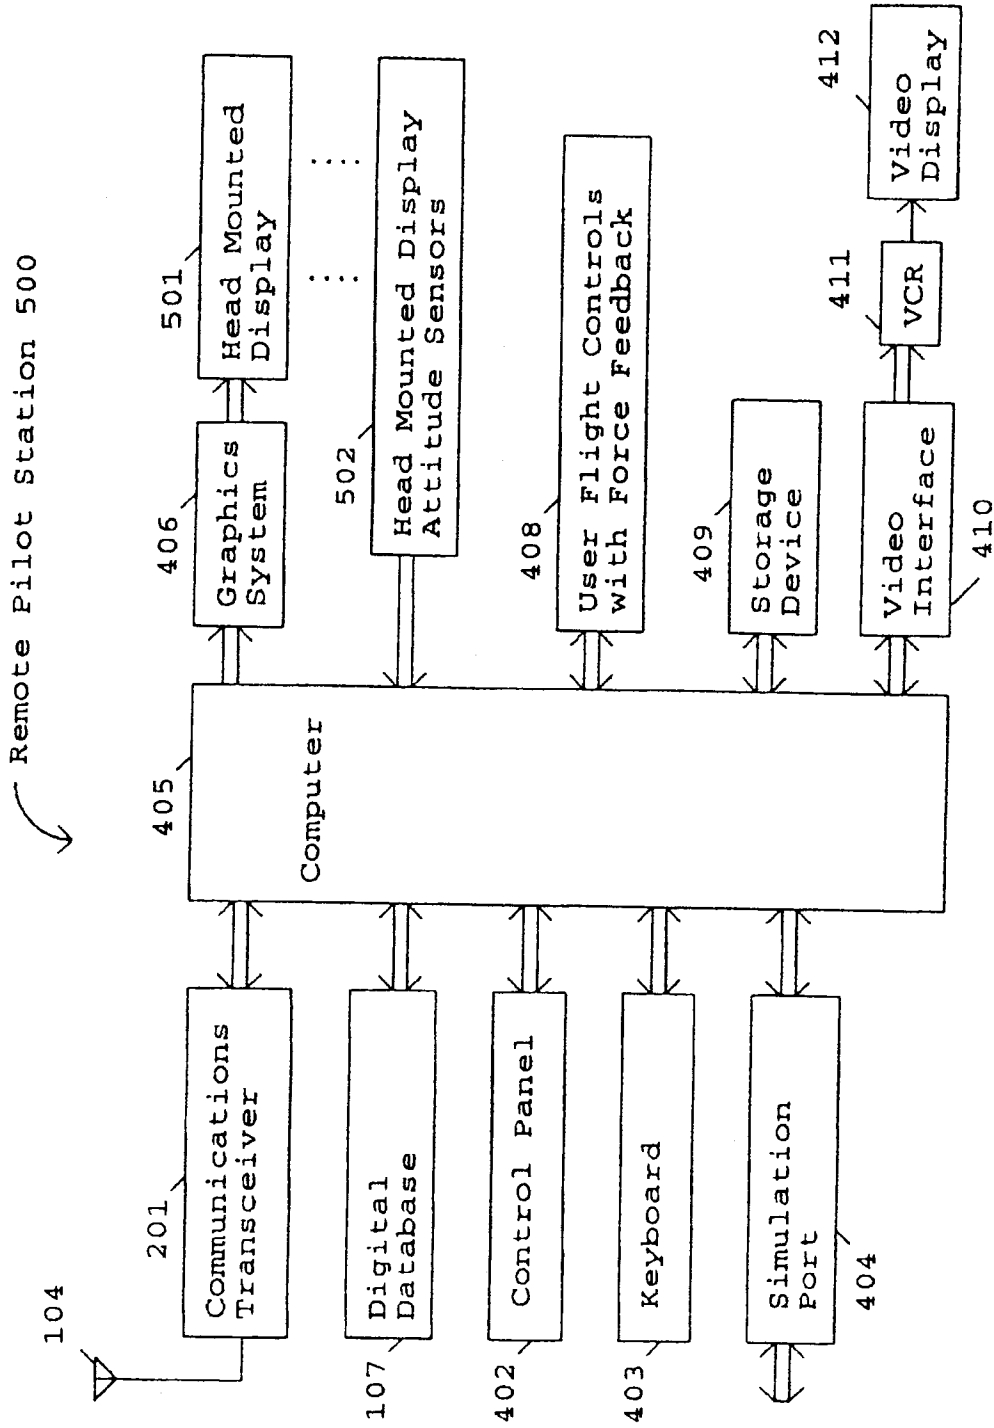 Remote Pilot Station 500
104
201
Communications
Transceiver
107
Digital
Database
402
Control Panel
403
Keyboard
Simulation
Port
404
405
Computer
406
Graphics
System
501
Head Mounted
Display
502
Head Mounted Display
Attitude Sensors
408
User Flight Controls
with Force Feedback
409
Storage
Device
Video
Interface
410
411
VCR
412
Video
Display